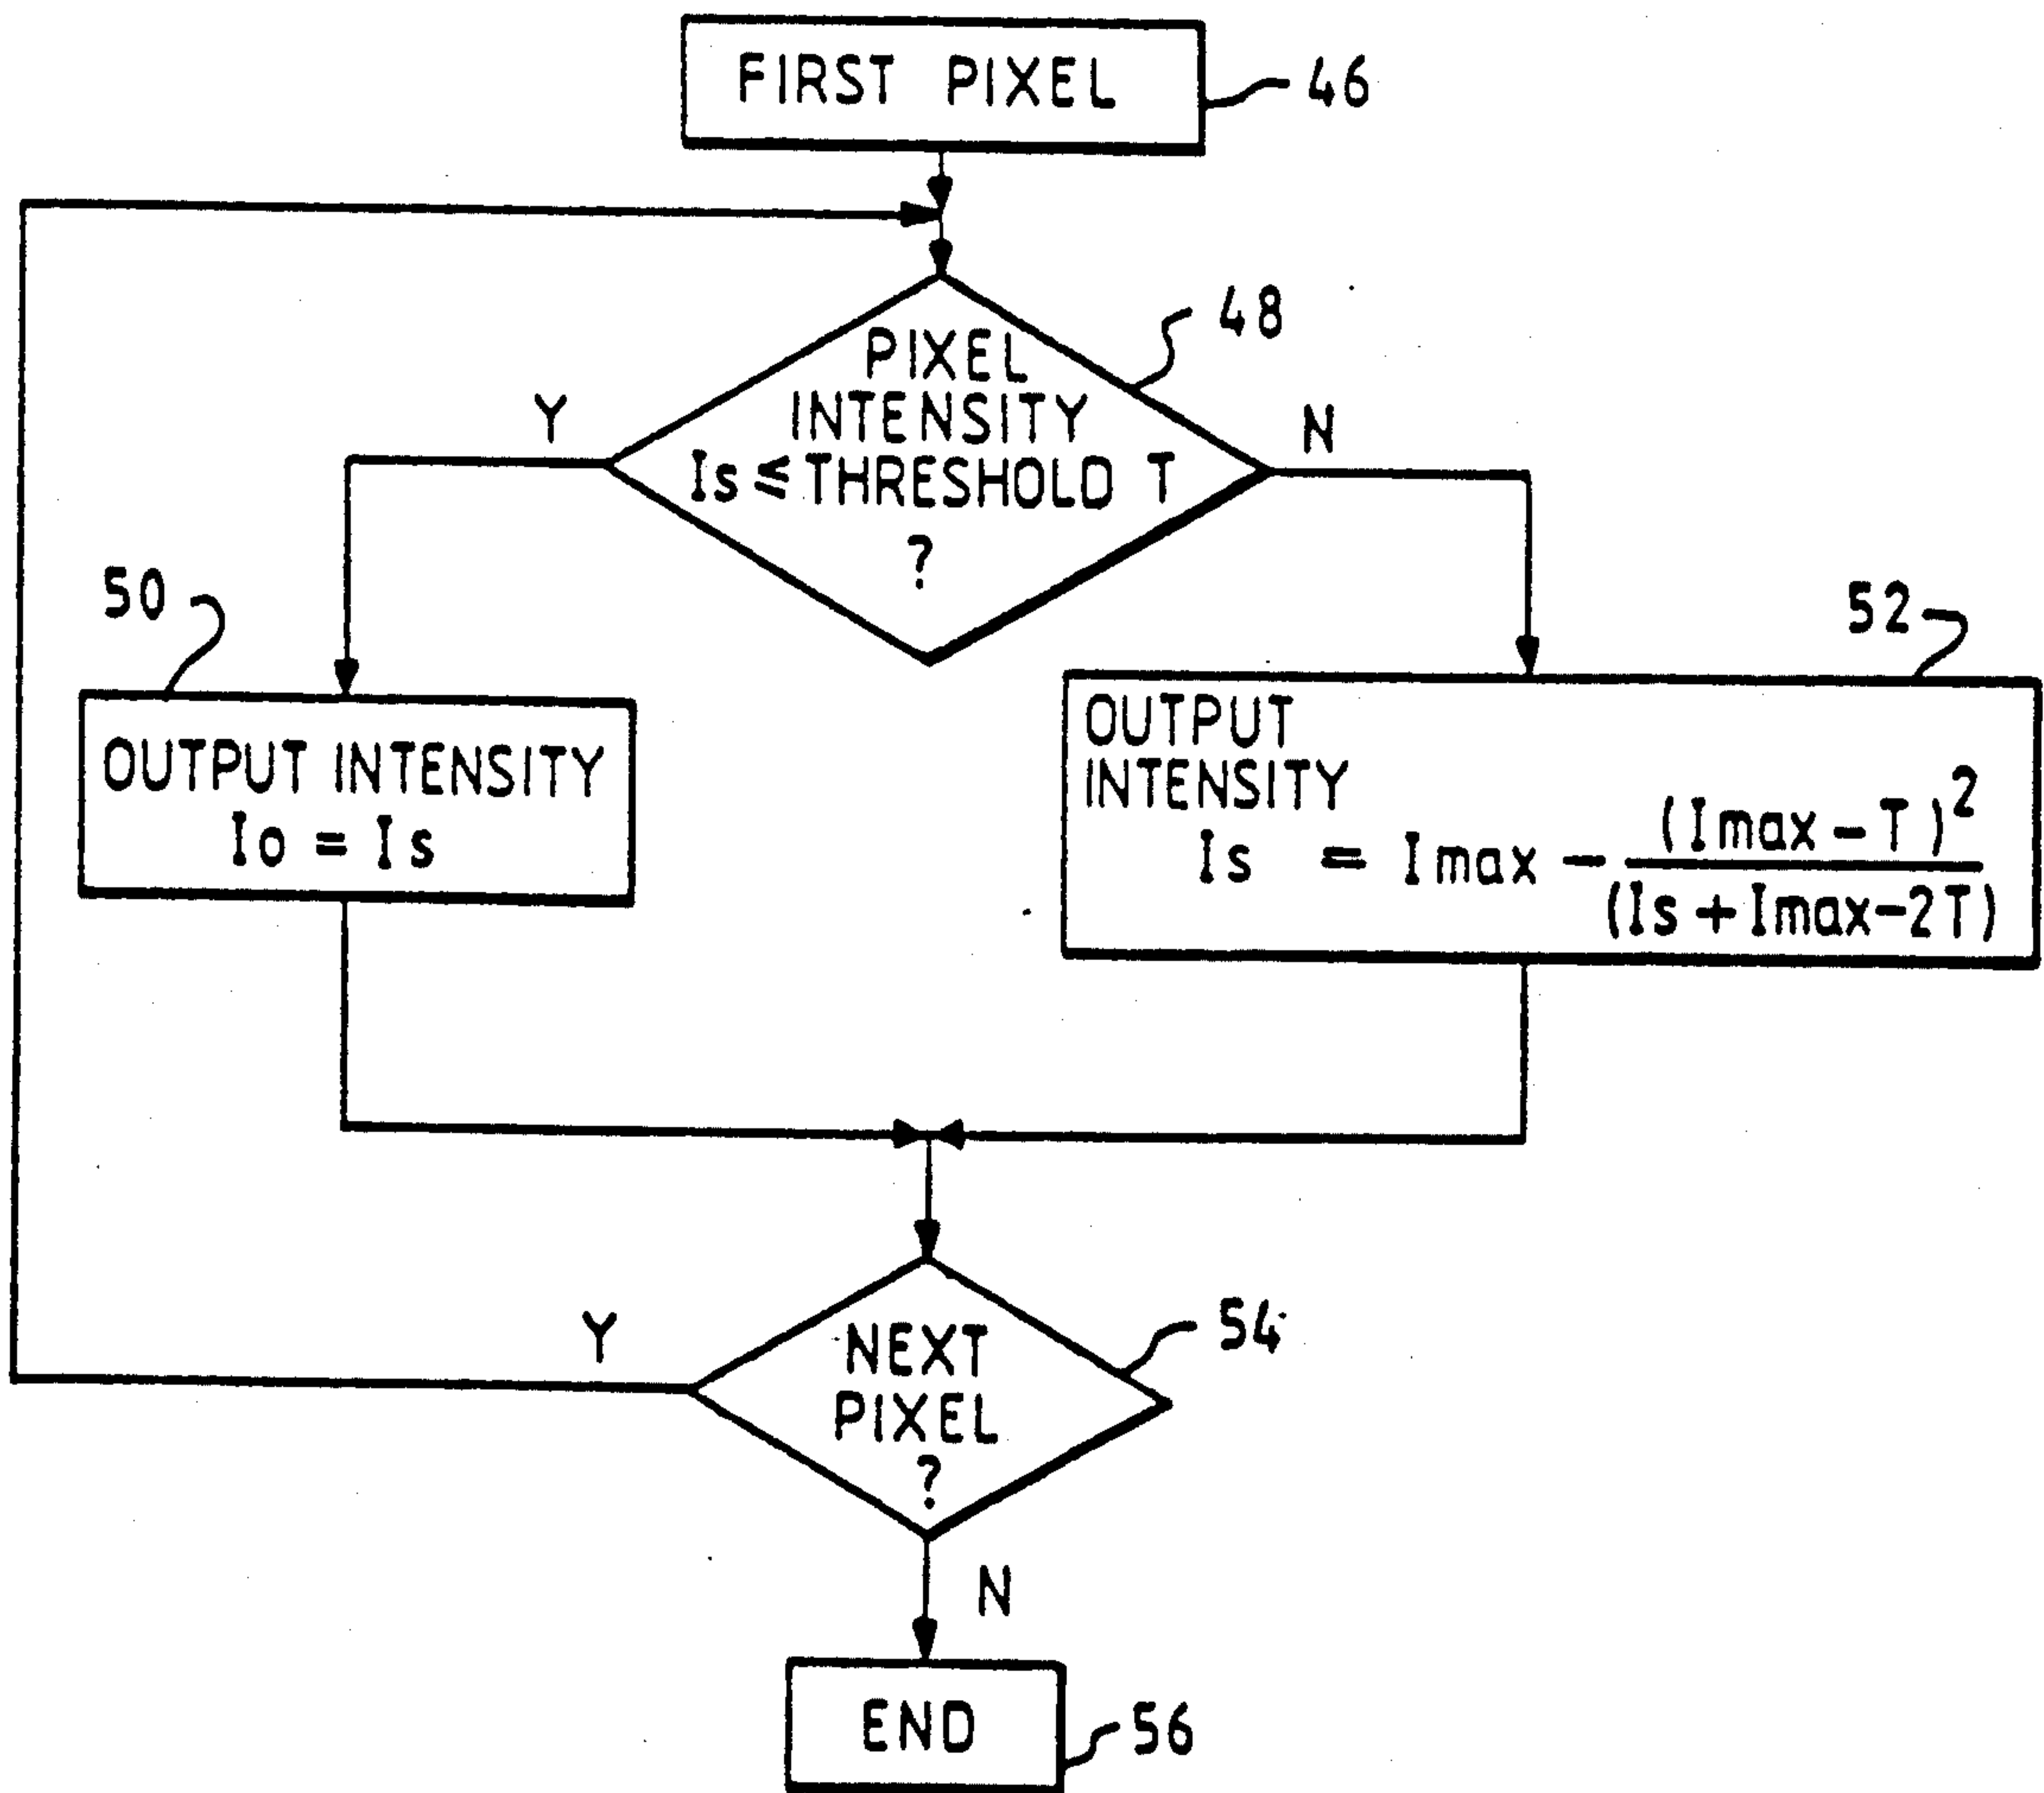 FIRST PIXEL
46
48
PIXEL
INTENSITY
Is ≤ THRESHOLD T
?
Y
N
50
52
OUTPUT INTENSITY
Io = Is
OUTPUT
INTENSITY
Is = Imax - (Imax - T)²
(Is + Imax - 2T)
54
NEXT
PIXEL
?
Y
N
END
56